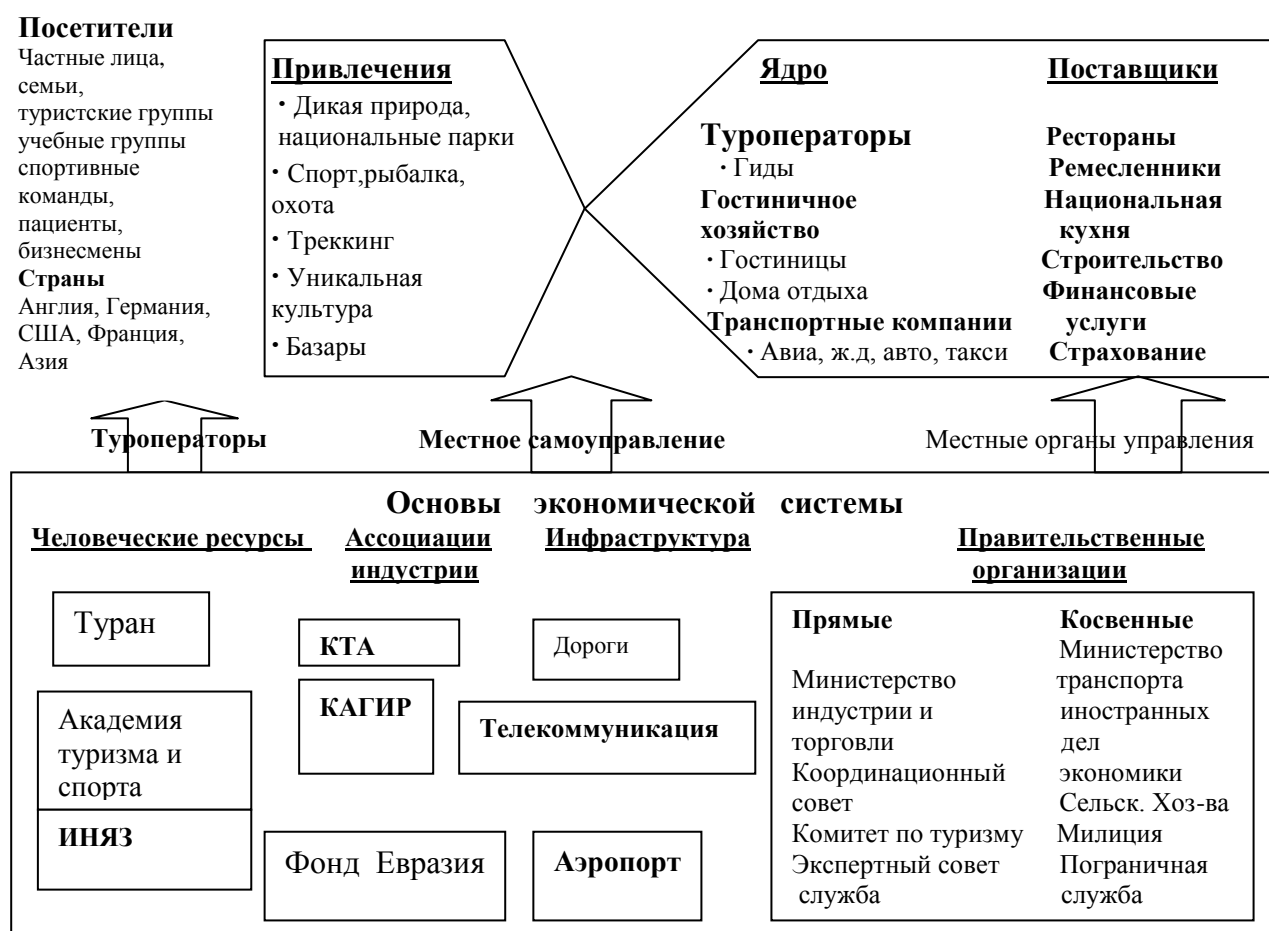 Посетители
Частные лица,
семьи,
туристские группы
учебные группы
спортивные
команды,
пациенты,
бизнесмены
Страны
Англия, Германия,
США, Франция,
Азия
Привлечения
· Дикая природа,
национальные парки
· Спорт,рыбалка,
охота
· Треккинг
· Уникальная
культура
· Базары
Ядро
Туроператоры
· Гиды
Гостиничное
хозяйство
· Гостиницы
· Дома отдыха
Транспортные компании
· Авиа, ж.д, авто, такси
Поставщики
Рестораны
Ремесленники
Национальная
кухня
Строительство
Финансовые
услуги
Страхование
Туроператоры
Местное самоуправление
Местные органы управления
Основы экономической системы
Человеческие ресурсы
Туран
Академия
туризма и
спорта
ИНЯЗ
Ассоциации
индустрии
КТА
КАГИР
Фонд Евразия
Инфраструктура
Дороги
Телекоммуникация
Аэропорт
Правительственные
организации
Прямые
Министерство
индустрии и
торговли
Координационный
совет
Комитет по туризму
Экспертный совет
служба
Косвенные
Министерство
транспорта
иностранных
дел
экономики
Сельск. Хоз-ва
Милиция
Пограничная
служба